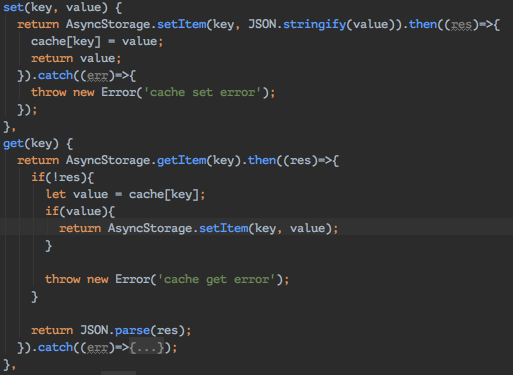 set(key, value) {
return AsyncStorage.setItem(key, JSON.stringify(value)).then((res)=>{
cache[key] = value;
return value;
}).catch((err)=>{
throw new Error('cache set error');
});
},
get(key) {
return AsyncStorage.getItem(key).then((res)=>{
if(!res){
let value = cache[key];
if(value){
return AsyncStorage.setItem(key, value);
}
throw new Error('cache get error');
}
return JSON.parse(res);
}).catch((err)=>{...});
},